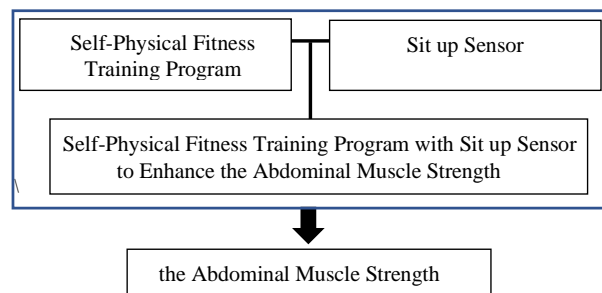 Self-Physical Fitness
Training Program
Sit up Sensor
Self-Physical Fitness Training Program with Sit up Sensor
to Enhance the Abdominal Muscle Strength
\
the Abdominal Muscle Strength